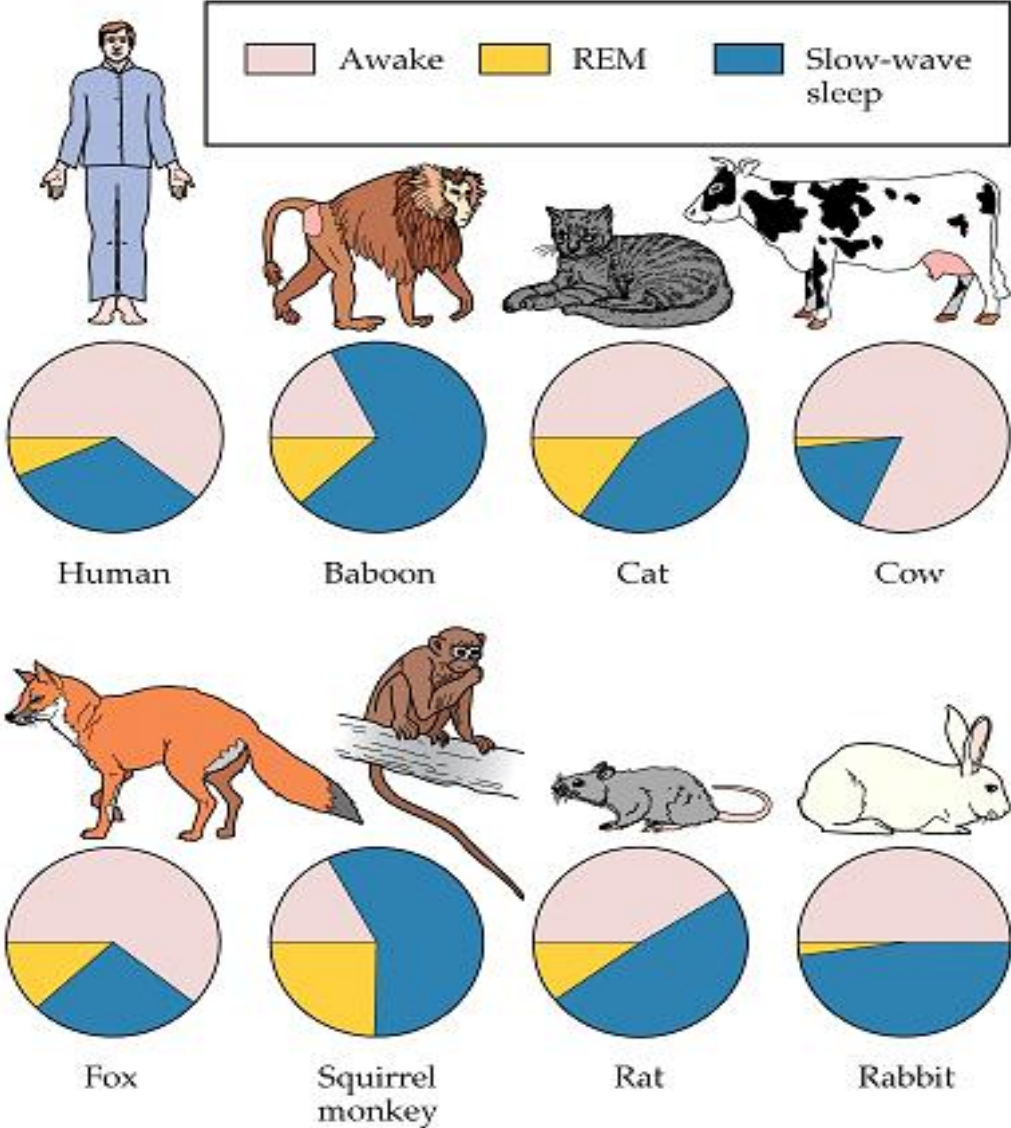 Awake
REM
Slow-wave
sleep
Human
Baboon
Cat
Cow
Fox
Squirrel
monkey
Rat
Rabbit